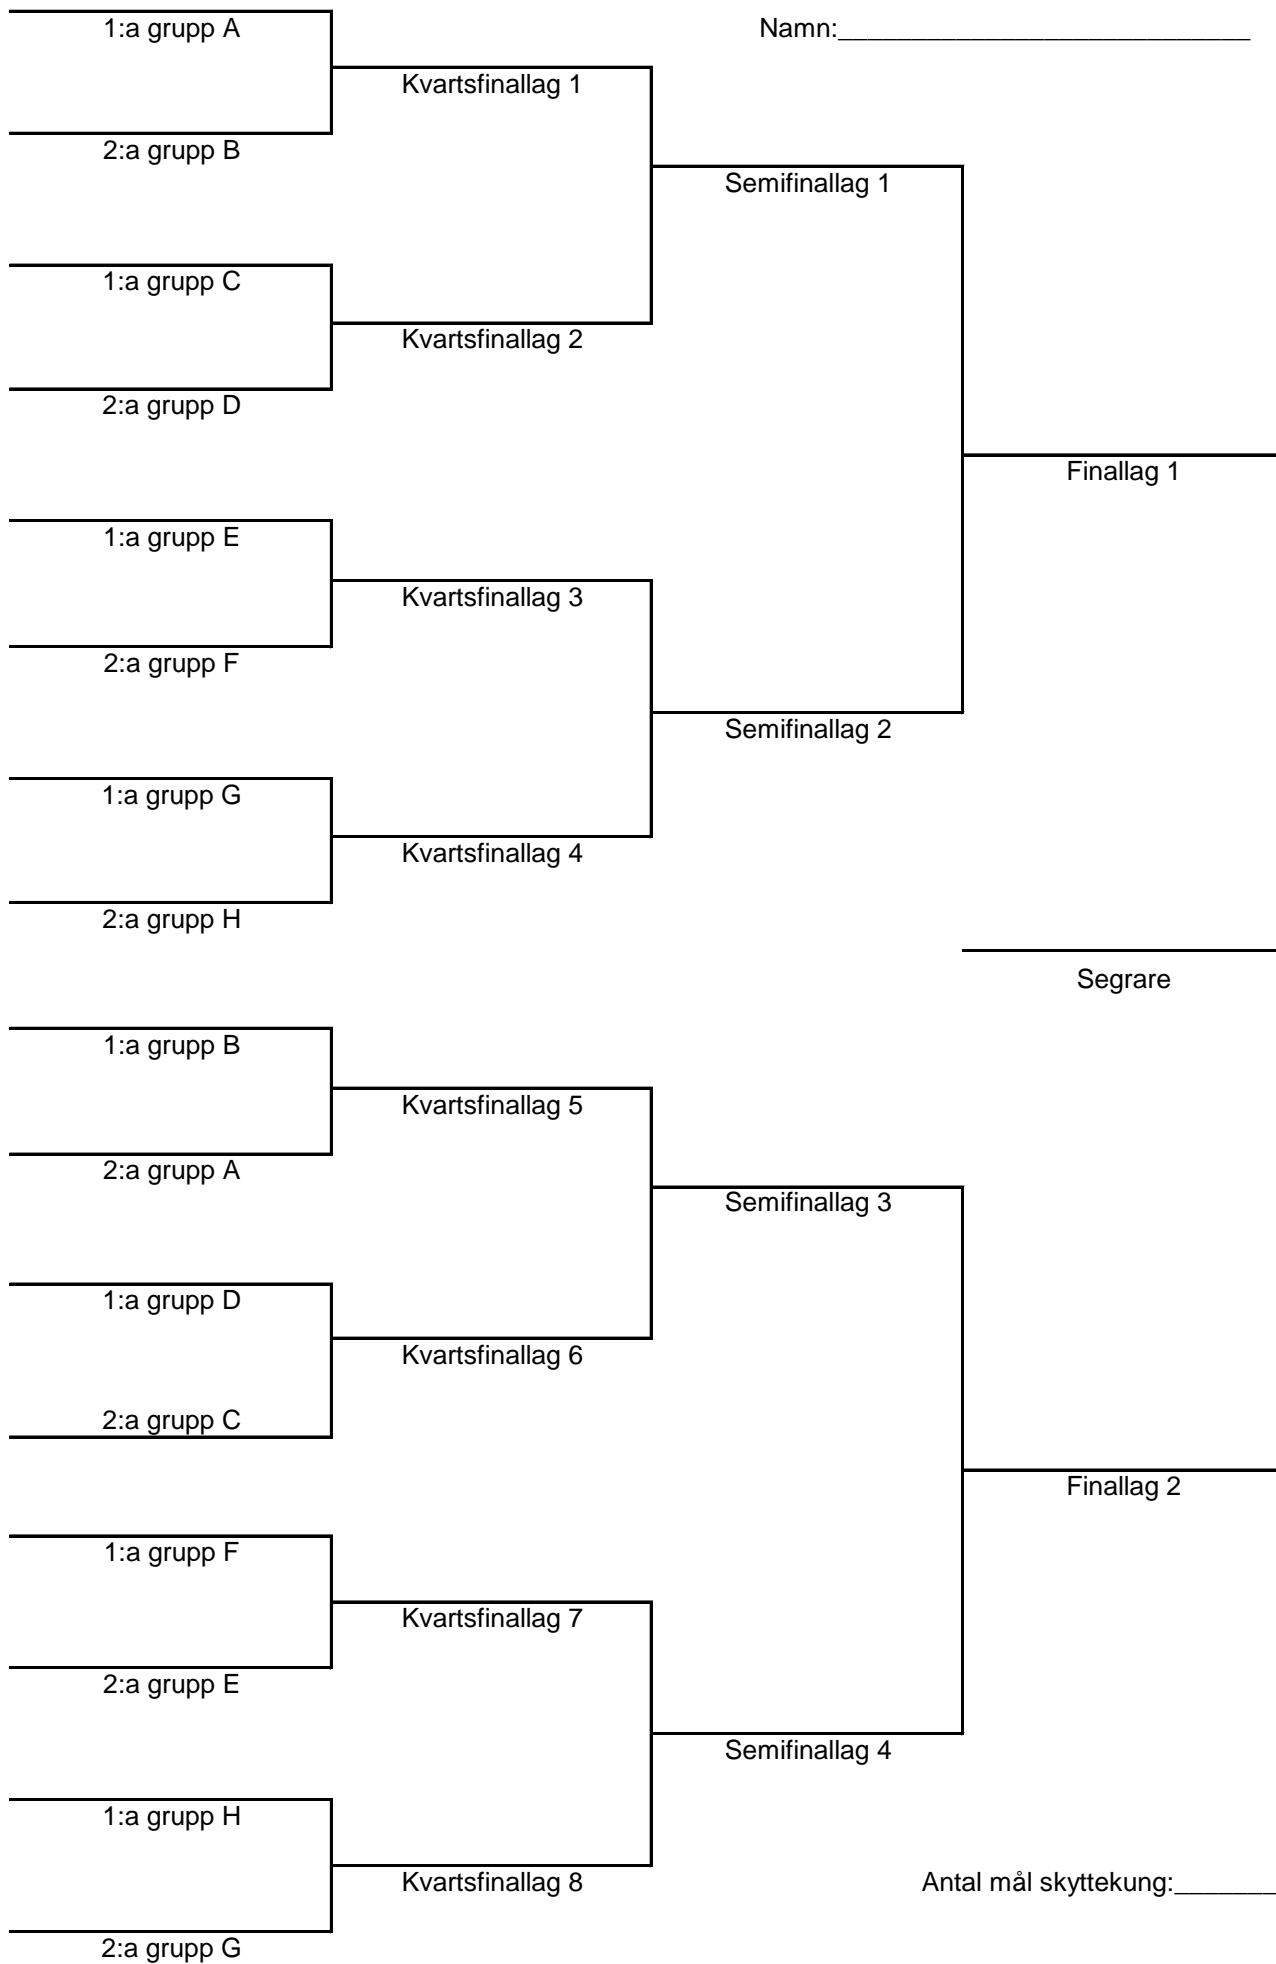 1:a grupp A
Namn:____________________________
Kvartsfinallag 1
2:a grupp B
Semifinallag 1
1:a grupp C
Kvartsfinallag 2
2:a grupp D
Finallag 1
1:a grupp E
Kvartsfinallag 3
2:a grupp F
Semifinallag 2
1:a grupp G
Kvartsfinallag 4
2:a grupp H
Segrare
1:a grupp B
Kvartsfinallag 5
2:a grupp A
Semifinallag 3
1:a grupp D
Kvartsfinallag 6
2:a grupp C
Finallag 2
1:a grupp F
Kvartsfinallag 7
2:a grupp E
Semifinallag 4
1:a grupp H
Kvartsfinallag 8
Antal mål skyttekung:_______
2:a grupp G